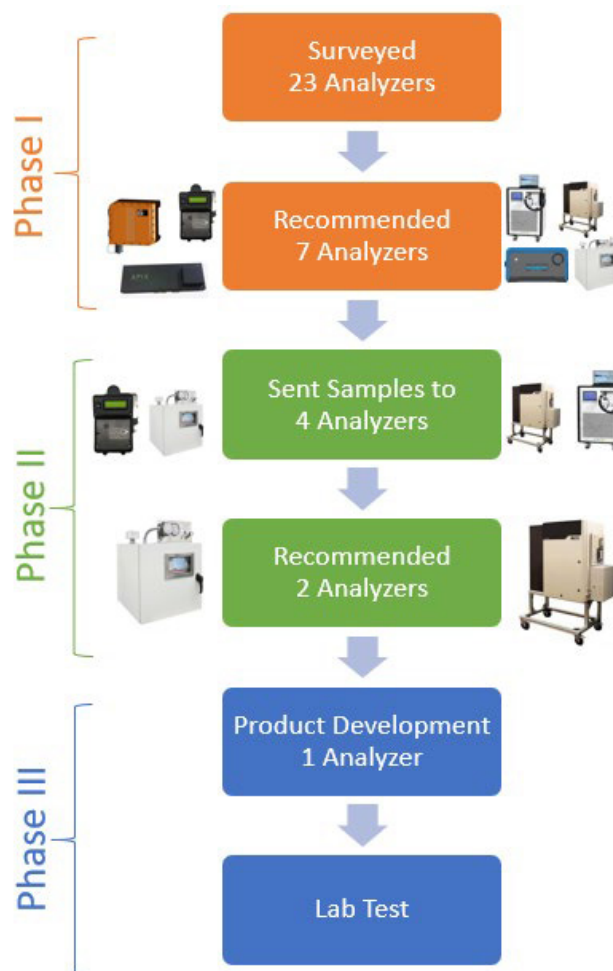 Phase I
Surveyed
23 Analyzers
Recommended
7 Analyzers
APIX
Phase II
Sent Samples to
4 Analyzers
Recommended
2 Analyzers
Phase III
Product Development
1 Analyzer
Lab Test